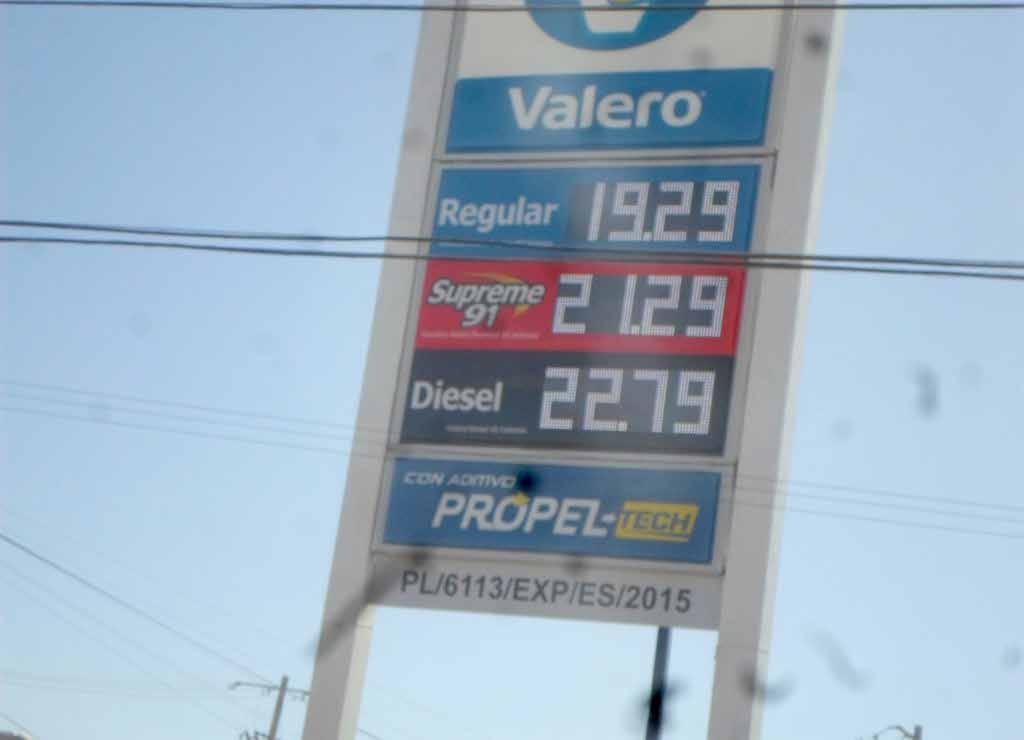 Valero
Regular 19.29
Supreme 91 21.29
Diesel 22.79
CON ADITIVO
PROPEL-TECH
PL/6113/EXP/ES/2015